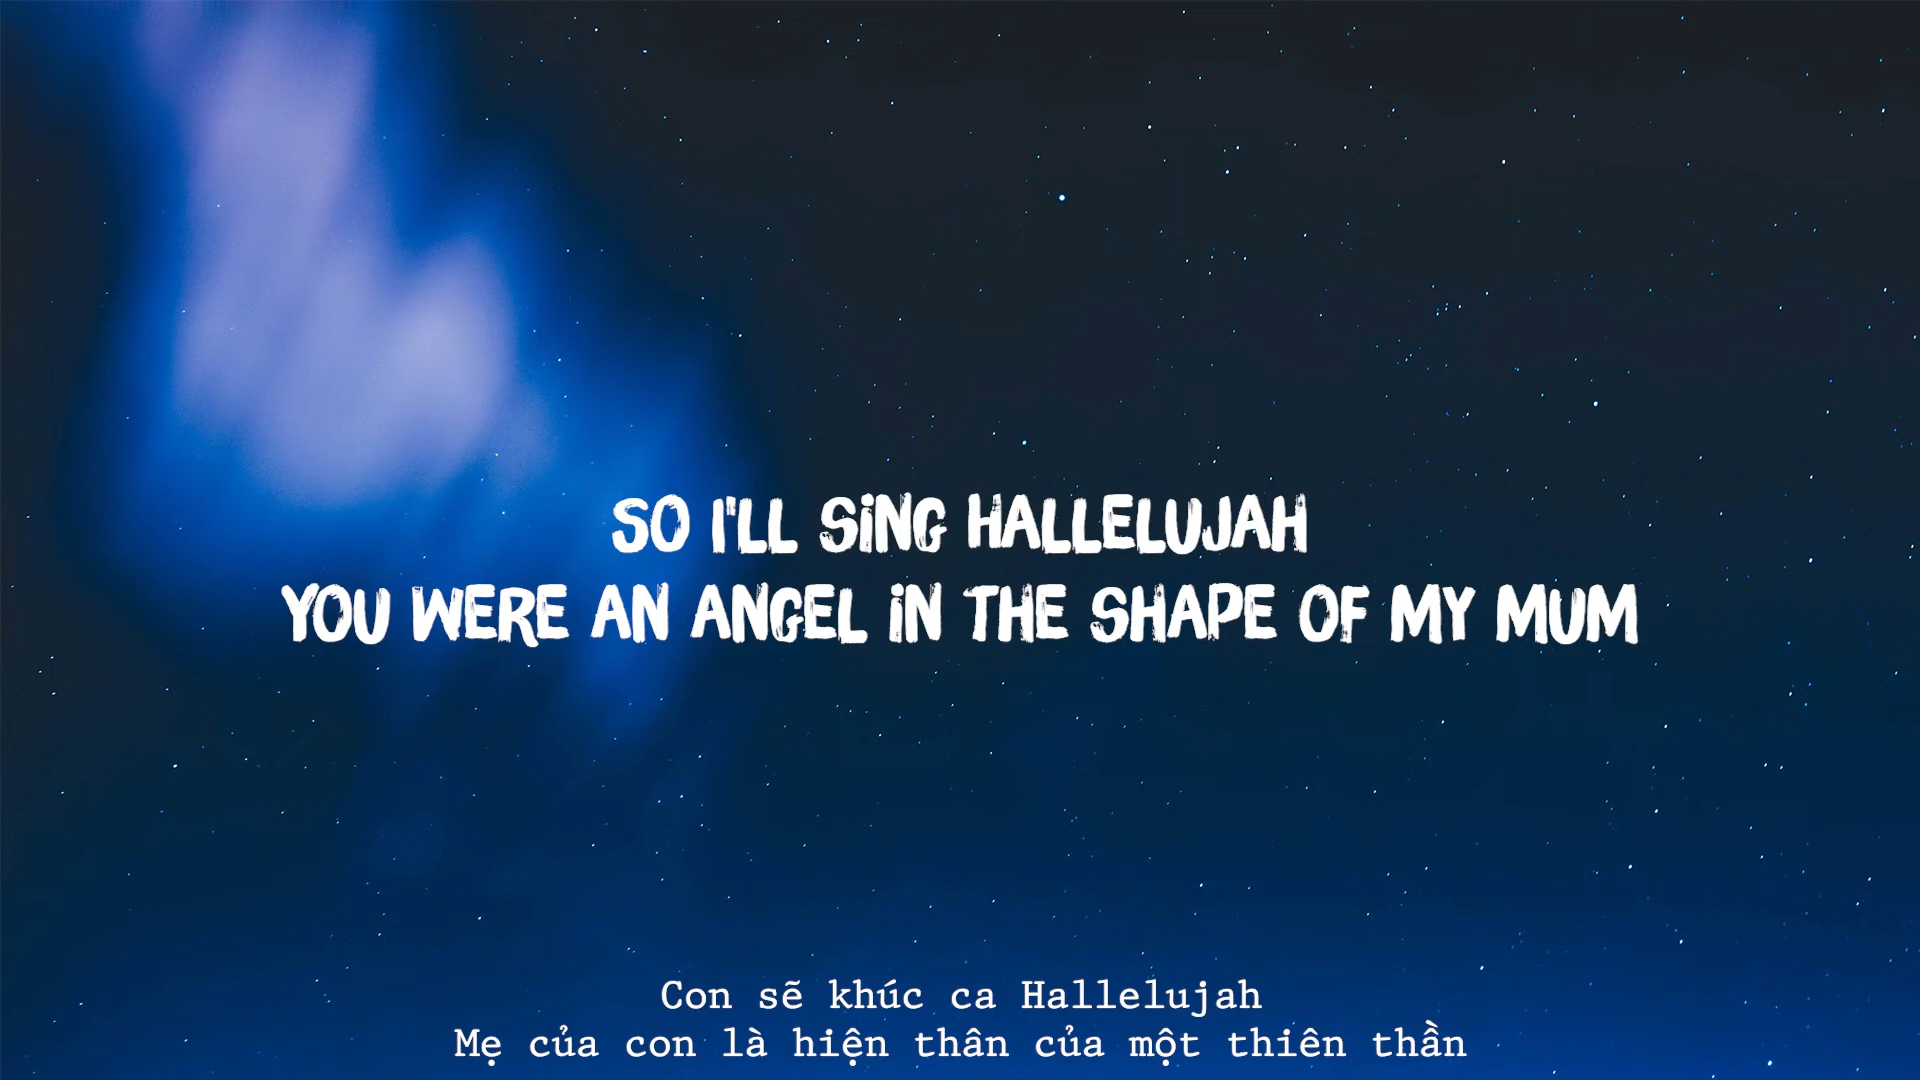 SO I'LL SiNG HALLELUJAH
YOU WERE AN ANGEL iN THE SHAPE OF MY MUM
Con sẽ khúc ca Hallelujah
Mẹ của con là hiện thân của một thiên thần